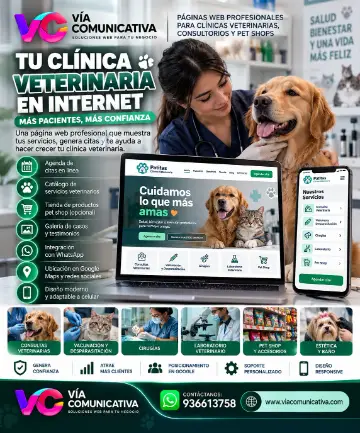 VÍA
COMUNICATIVA
SOLUCIONES WEB PARA TU NEGOCIO
PÁGINAS WEB PROFESIONALES
PARA CLÍNICAS VETERINARIAS,
CONSULTORIOS Y PET SHOPS
TU CLÍNICA
VETERINARIA
EN INTERNET
MÁS PACIENTES, MÁS CONFIANZA
Una página web profesional que muestra
tus servicios, genera citas y te ayuda a
hacer crecer tu clínica veterinaria.
SALUD
BIENESTAR
Y UNA VIDA
MÁS FELIZ
Agenda de
citas en línea
Catálogo de
servicios veterinarios
Tienda de productos
pet shop (opcional)
Galería de casos
y testimonios
Integración
con WhatsApp
Ubicación en Google
Maps y redes sociales
Diseño moderno
y adaptable a celular
Patitas
Cuidamos
lo que más
amas
Patitas
Nuestros
Servicios
CONSULTAS
VETERINARIAS
VACUNACIÓN Y
DESPARASITACIÓN
CIRUGÍAS
LABORATORIO
VETERINARIO
PET SHOP
Y ACCESORIOS
ESTÉTICA
Y BAÑO
GENERA
CONFIANZA
ATRAE
MÁS CLIENTES
POSICIONAMIENTO
EN GOOGLE
SOPORTE
PERSONALIZADO
DISEÑO
RESPONSIVE
VÍA
COMUNICATIVA
SOLUCIONES WEB PARA TU NEGOCIO
CONTÁCTANOS:
936613758
www.viacomunicativa.com